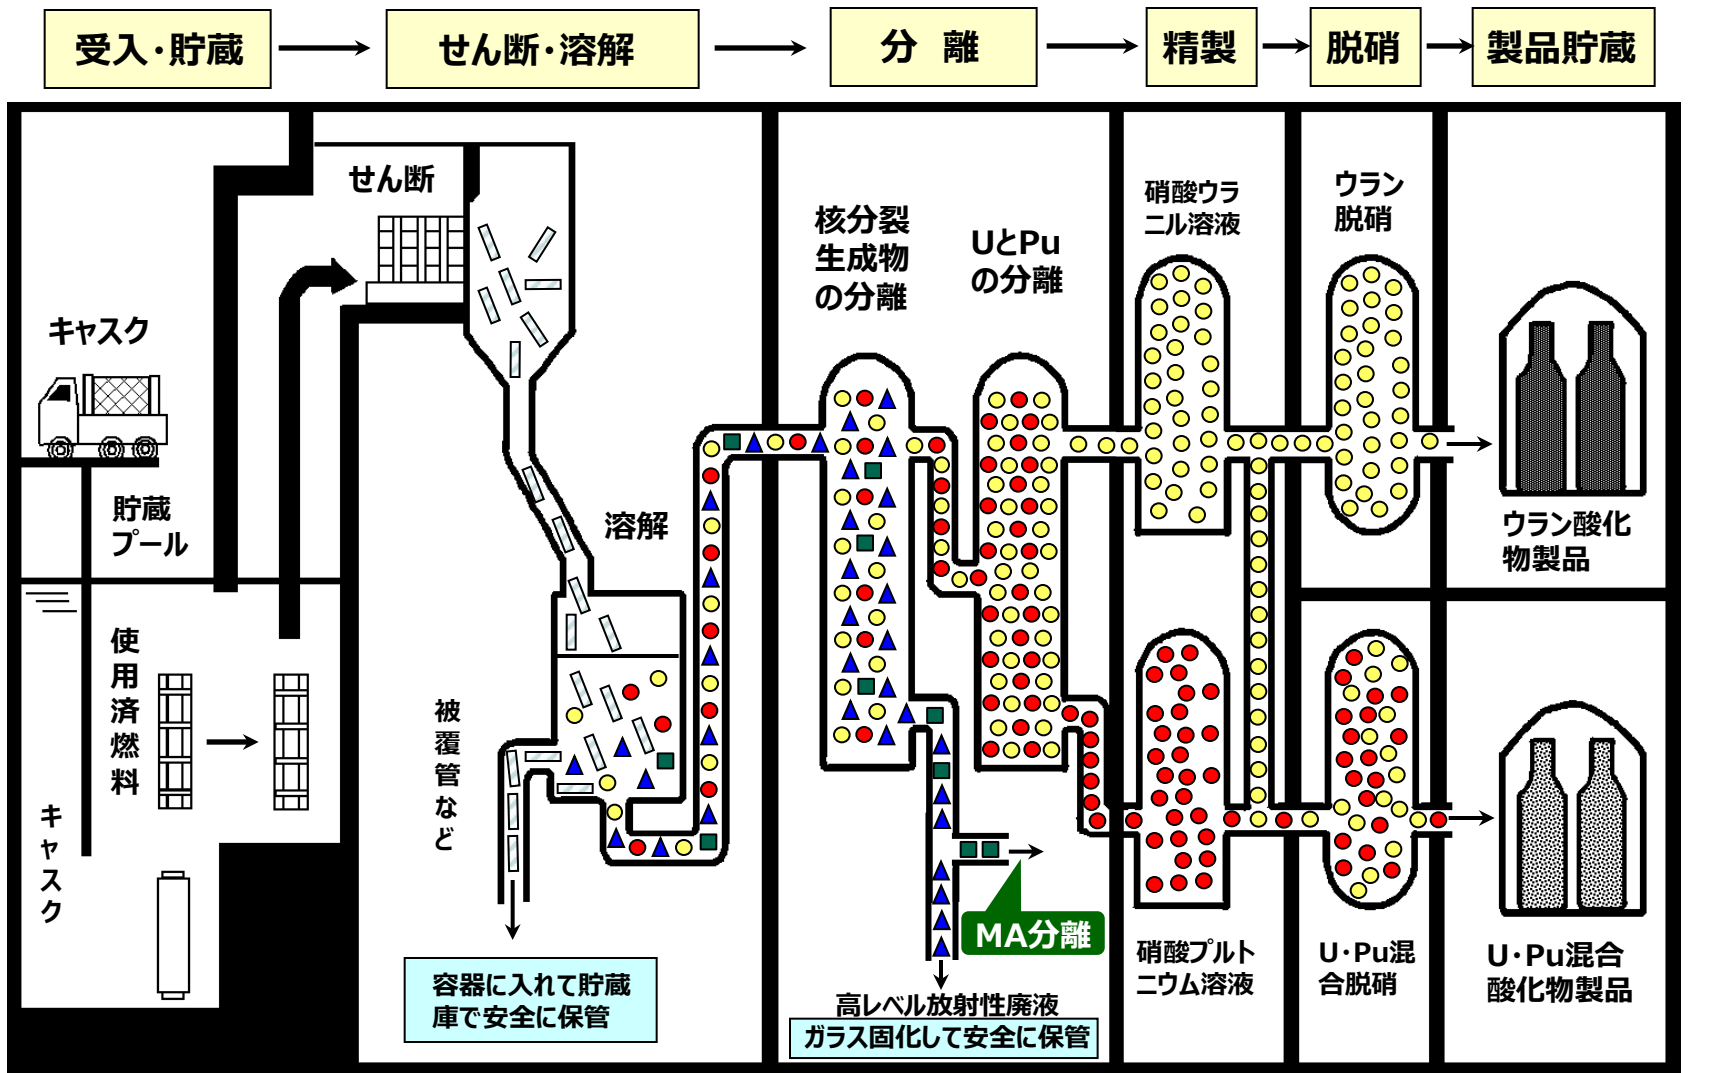 受入・貯蔵
せん断・溶解
分 離
精製
脱硝
製品貯蔵
せん断
キャスク
貯蔵
プール
使用済燃料
キャスク
溶解
被覆管など
容器に入れて貯蔵
庫で安全に保管
核分裂
生成物
の分離
UとPu
の分離
MA分離
高レベル放射性廃液
ガラス固化して安全に保管
硝酸ウラ
ニル溶液
硝酸プルト
ニウム溶液
ウラン
脱硝
U・Pu混
合脱硝
ウラン酸化
物製品
U・Pu混合
酸化物製品